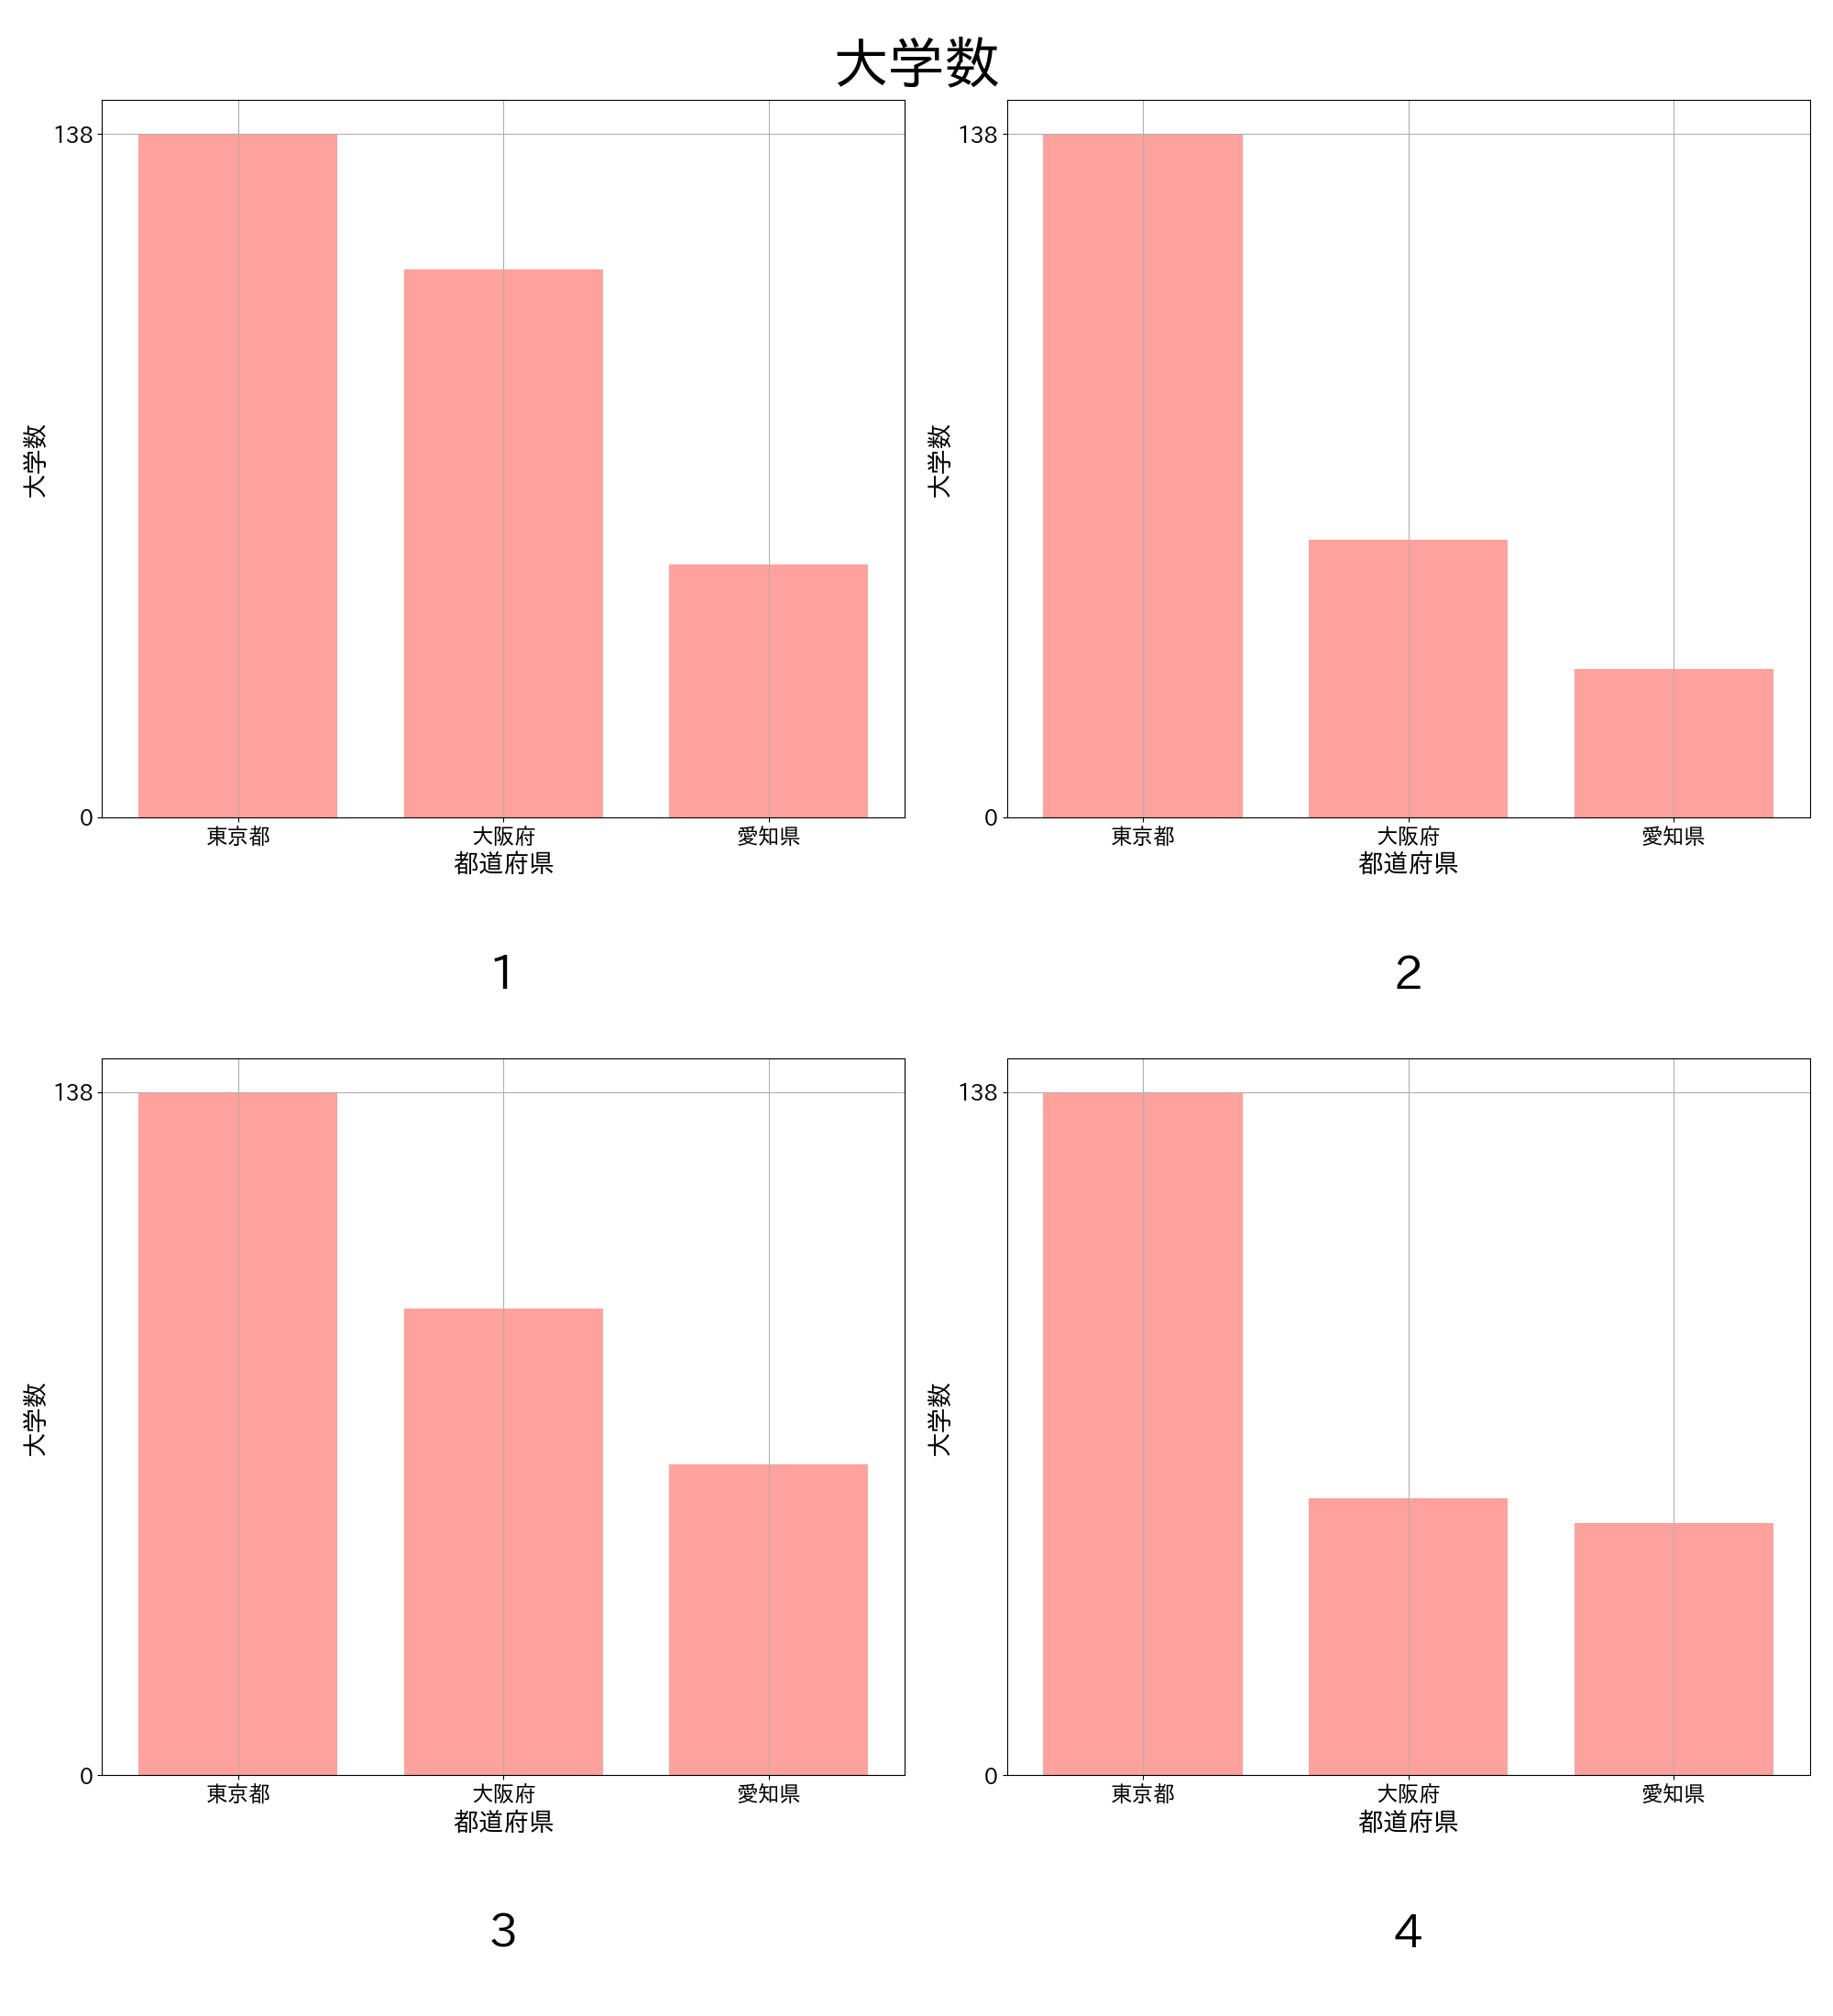 大学数
138
0
大学数
東京都 大阪府 愛知県
都道府県
1
138
0
大学数
東京都 大阪府 愛知県
都道府県
2
138
0
大学数
東京都 大阪府 愛知県
都道府県
3
138
0
大学数
東京都 大阪府 愛知県
都道府県
4